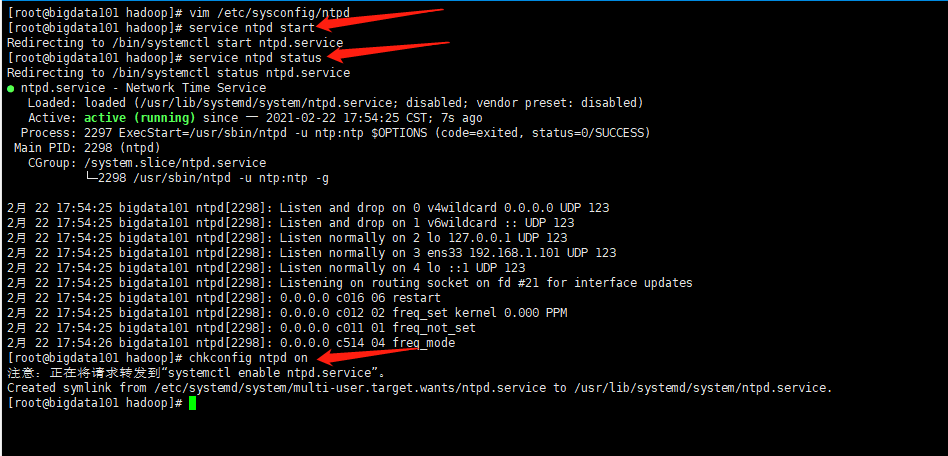 [root@bigdata101 hadoop]# vim /etc/sysconfig/ntpd
[root@bigdata101 hadoop]# service ntpd start
Redirecting to /bin/systemctl start ntpd.service
[root@bigdata101 hadoop]# service ntpd status
Redirecting to /bin/systemctl status ntpd.service
● ntpd.service - Network Time Service
Loaded: loaded (/usr/lib/systemd/system/ntpd.service; disabled; vendor preset: disabled)
Active: active (running) since 一 2021-02-22 17:54:25 CST; 7s ago
Process: 2297 ExecStart=/usr/sbin/ntpd -u ntp:ntp $OPTIONS (code=exited, status=0/SUCCESS)
Main PID: 2298 (ntpd)
CGroup: /system.slice/ntpd.service
└─2298 /usr/sbin/ntpd -u ntp:ntp -g
2月 22 17:54:25 bigdata101 ntpd[2298]: Listen and drop on 0 v4wildcard 0.0.0.0 UDP 123
2月 22 17:54:25 bigdata101 ntpd[2298]: Listen and drop on 1 v6wildcard :: UDP 123
2月 22 17:54:25 bigdata101 ntpd[2298]: Listen normally on 2 lo 127.0.0.1 UDP 123
2月 22 17:54:25 bigdata101 ntpd[2298]: Listen normally on 3 ens33 192.168.1.101 UDP 123
2月 22 17:54:25 bigdata101 ntpd[2298]: Listen normally on 4 lo ::1 UDP 123
2月 22 17:54:25 bigdata101 ntpd[2298]: Listening on routing socket on fd #21 for interface updates
2月 22 17:54:25 bigdata101 ntpd[2298]: 0.0.0.0 c016 06 restart
2月 22 17:54:25 bigdata101 ntpd[2298]: 0.0.0.0 c012 02 freq_set kernel 0.000 PPM
2月 22 17:54:25 bigdata101 ntpd[2298]: 0.0.0.0 c011 01 freq_not_set
2月 22 17:54:26 bigdata101 ntpd[2298]: 0.0.0.0 c514 04 freq_mode
[root@bigdata101 hadoop]# chkconfig ntpd on
注意：正在将请求转发到“systemctl enable ntpd.service”。
Created symlink from /etc/systemd/system/multi-user.target.wants/ntpd.service to /usr/lib/systemd/system/ntpd.service.
[root@bigdata101 hadoop]#